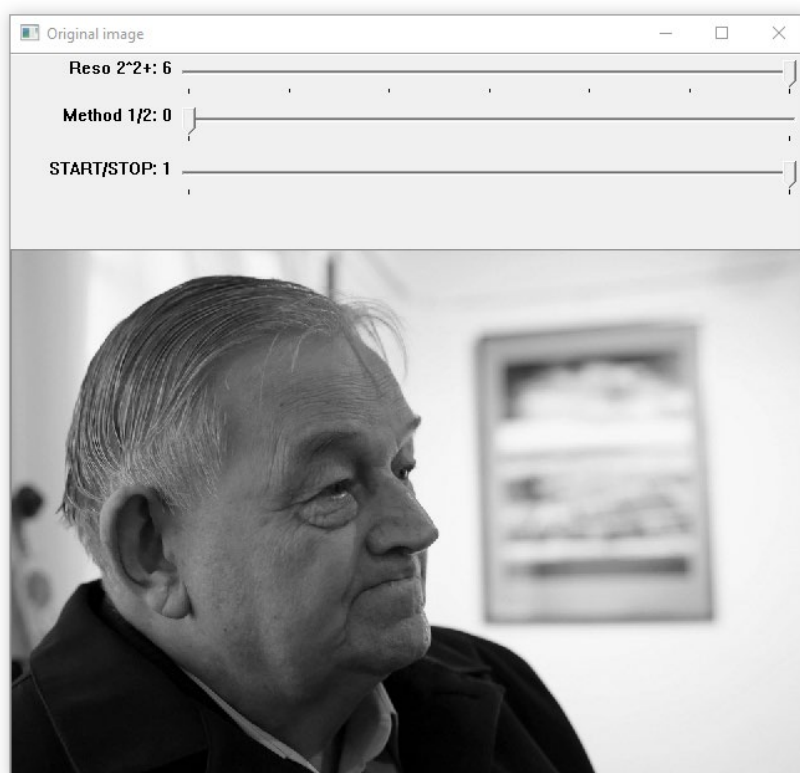 Original image
Reso 2^2+: 6
Method 1/2: 0
START/STOP: 1